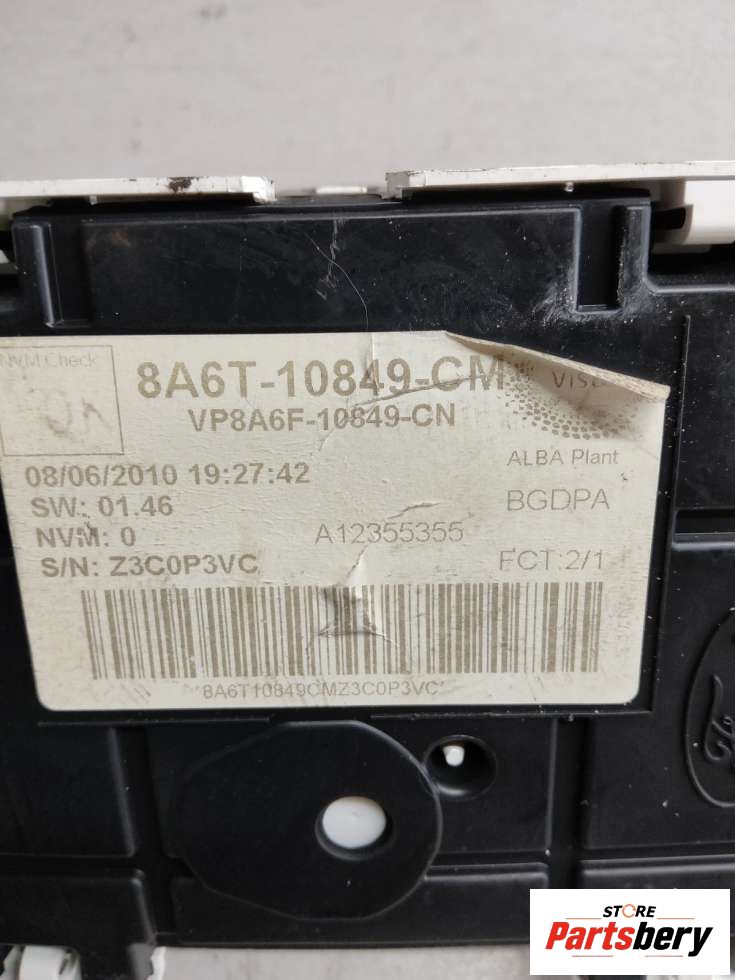 NVM Check
8A6T-10849-CM
VP8A6F-10849-CN
08/06/2010 19:27:42
ALBA Plant
SW: 01.46
BGDPA
NVM: 0
A12355355
S/N: Z3C0P3VC
FCT:2/1
*8A6T10849CMZ3C0P3VC*
STORE
Partsbery